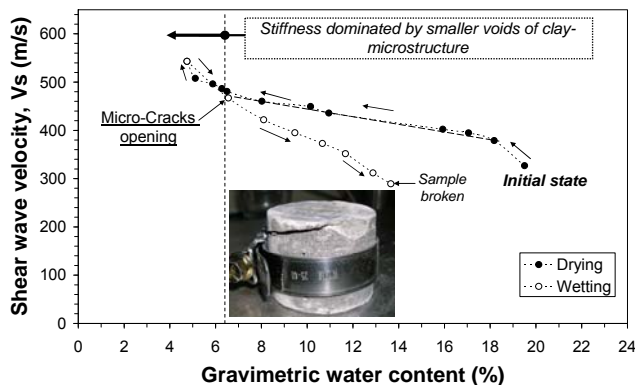 Stiffness dominated by smaller voids of clay-
microstructure
Micro-Cracks
opening
Sample
broken
Initial state
Drying
Wetting
Shear wave velocity, Vs (m/s)
600
500
400
300
200
100
0
0 2 4 6 8 10 12 14 16 18 20 22 24
Gravimetric water content (%)